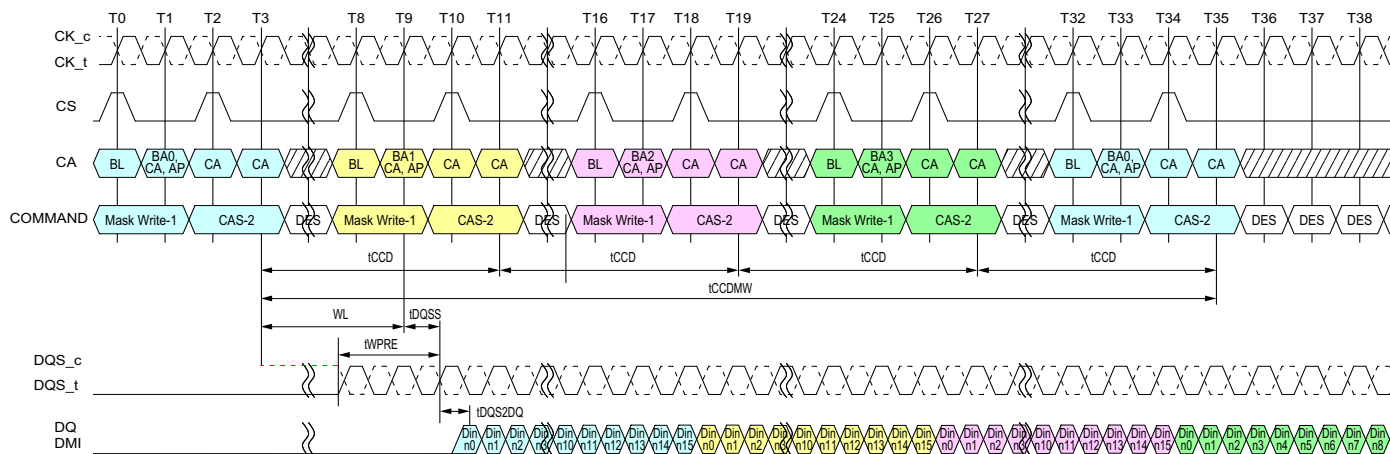 T0 T1 T2 T3 T8 T9 T10 T11 T16 T17 T18 T19 T24 T25 T26 T27 T32 T33 T34 T35 T36 T37 T38
CK_c
CK_t
CS
CA BL BA0, CA, AP CA CA BL BA1 CA, AP CA CA BL BA2 CA, AP CA CA BL BA3 CA, AP CA CA BL BA0, CA, AP CA CA
COMMAND Mask Write-1 CAS-2 DES Mask Write-1 CAS-2 DES Mask Write-1 CAS-2 DES Mask Write-1 CAS-2 DES Mask Write-1 CAS-2 DES DES DES
tCCD tCCD tCCD tCCD
tCCDMW
WL tDQSS
tWPRE
DQS_c
DQS_t
tDQS2DQ
DQ Din Din Din Din Din Din Din Din Din Din Din Din Din Din Din Din Din Din Din Din Din Din Din Din Din Din Din Din Din Din Din Din Din Din Din Din Din Din Din
DMI n0 n1 n2 n3 n10 n11 n12 n13 n14 n15 n0 n1 n2 n3 n10 n11 n12 n13 n14 n15 n0 n1 n2 n3 n10 n11 n12 n13 n14 n15 n0 n1 n2 n3 n4 n5 n6 n7 n8